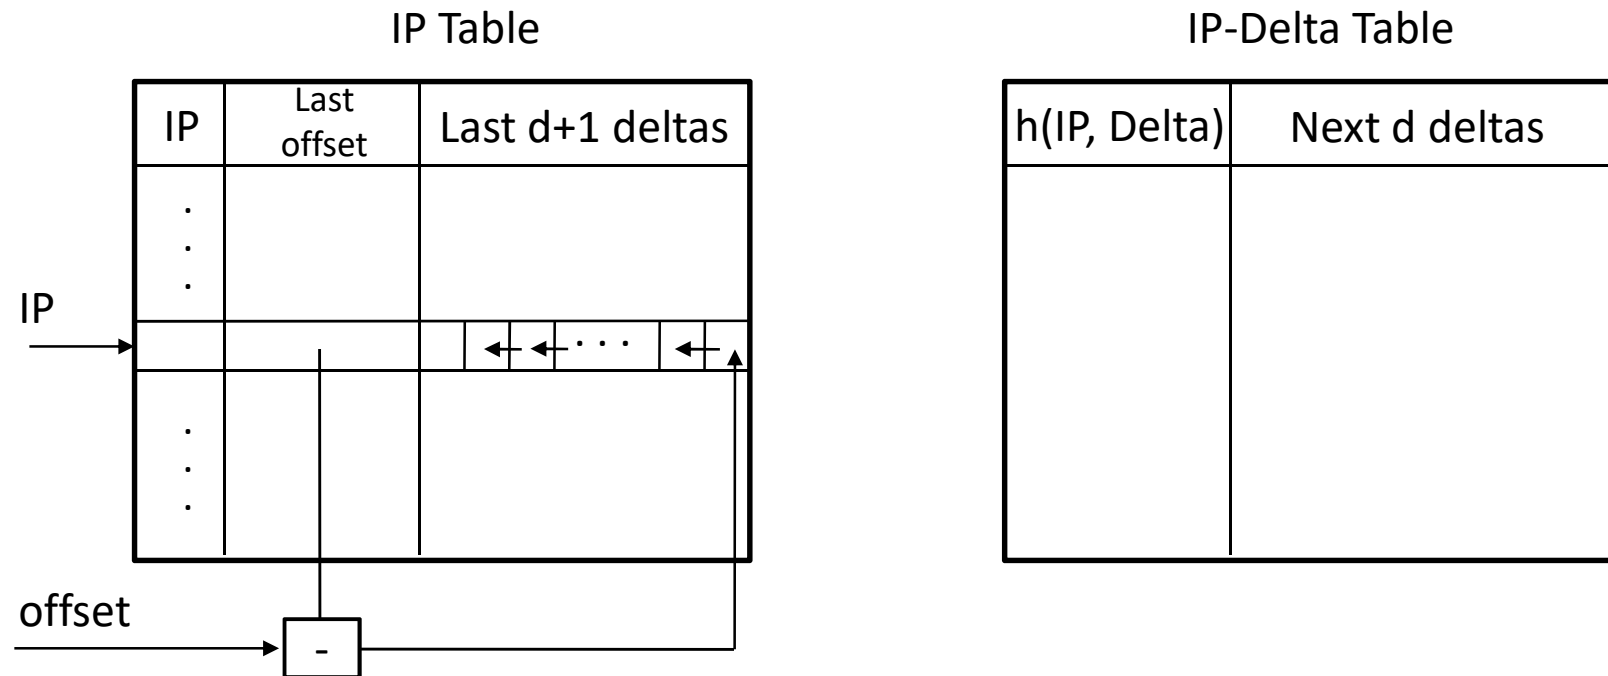 IP Table
IP-Delta Table
IP
Last
offset
Last d+1 deltas
h(IP, Delta)
Next d deltas
.
.
.
IP
. . .
.
.
.
offset
-